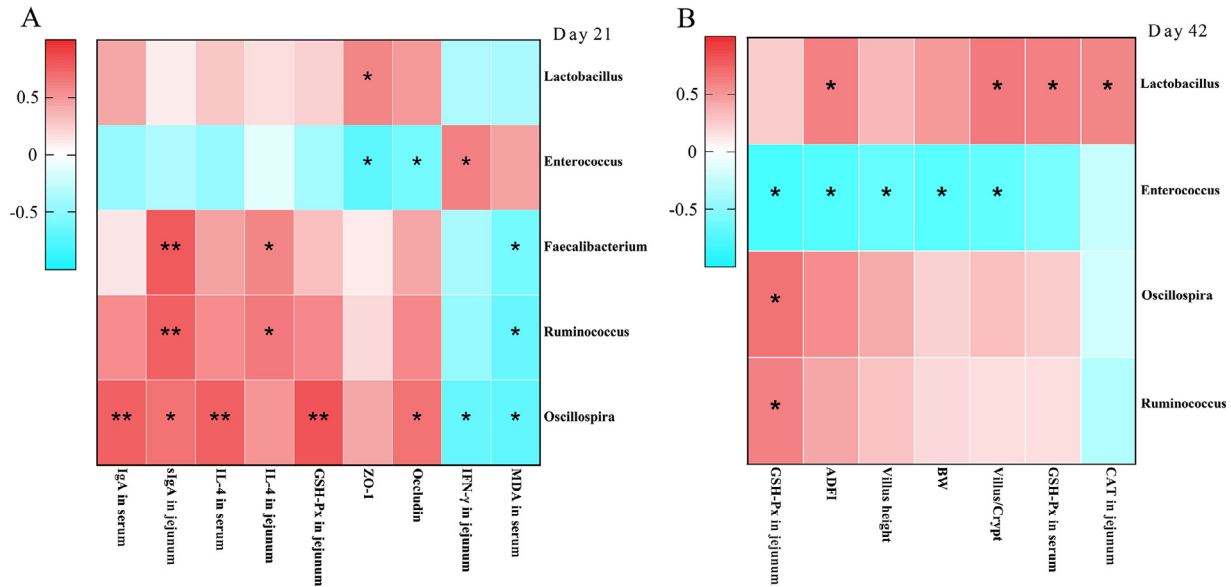 A
Day 21
0.5
0
-0.5
Lactobacillus
*
Enterococcus
* * *
Faecalibacterium
** * *
Ruminococcus
** * *
Oscillospira
** * ** ** * * *
IgA in serum
sIgA in jejunum
IL-4 in serum
IL-4 in jejunum
GSH-Px in jejunum
ZO-1
Occludin
IFN-γ in jejunum
MDA in serum
B
Day 42
0.5
0
-0.5
Lactobacillus
* * * *
Enterococcus
* * * * *
Oscillospira
*
Ruminococcus
*
GSH-Px in jejunum
ADFI
Villus height
BW
Villus/Crypt
GSH-Px in serum
CAT in jejunum